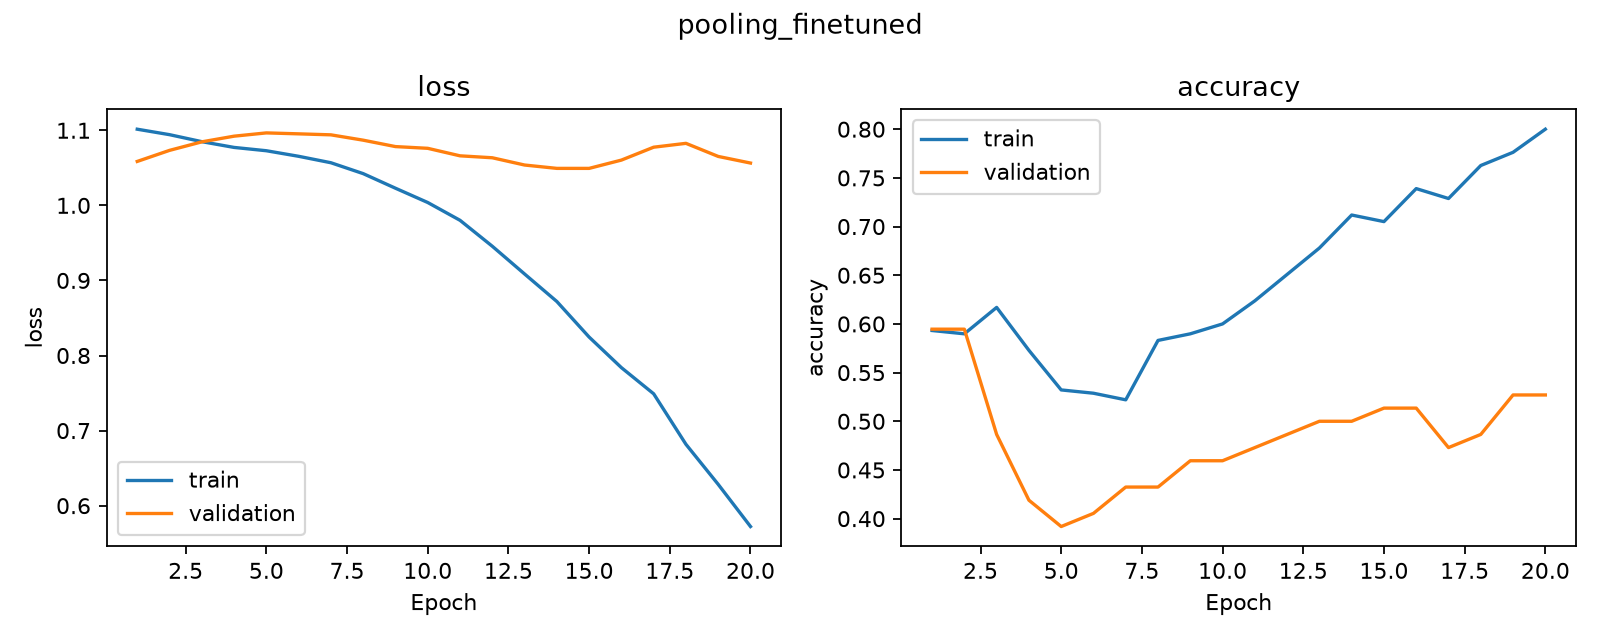 pooling_finetuned
loss
1.1
1.0
0.9
0.8
0.7
0.6
loss
train
validation
2.5 5.0 7.5 10.0 12.5 15.0 17.5 20.0
Epoch
accuracy
0.80
0.75
0.70
0.65
0.60
0.55
0.50
0.45
0.40
accuracy
train
validation
2.5 5.0 7.5 10.0 12.5 15.0 17.5 20.0
Epoch